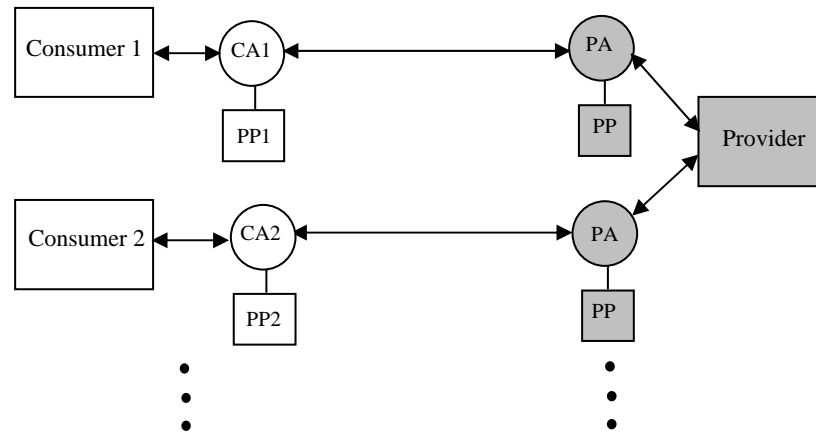 Consumer 1
CA1
PA
PP1
PP
Provider
Consumer 2
CA2
PA
PP2
PP